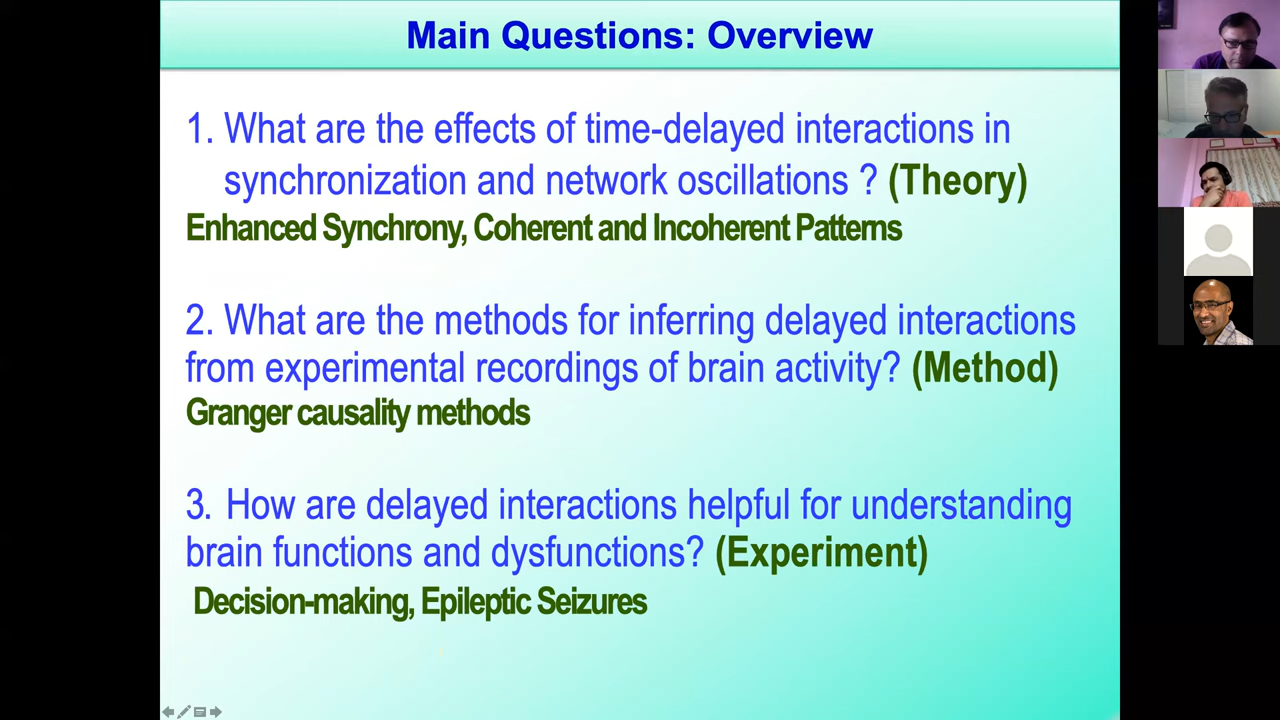 Main Questions: Overview
1. What are the effects of time-delayed interactions in
synchronization and network oscillations ? (Theory)
Enhanced Synchrony, Coherent and Incoherent Patterns
2. What are the methods for inferring delayed interactions
from experimental recordings of brain activity? (Method)
Granger causality methods
3. How are delayed interactions helpful for understanding
brain functions and dysfunctions? (Experiment)
Decision-making, Epileptic Seizures